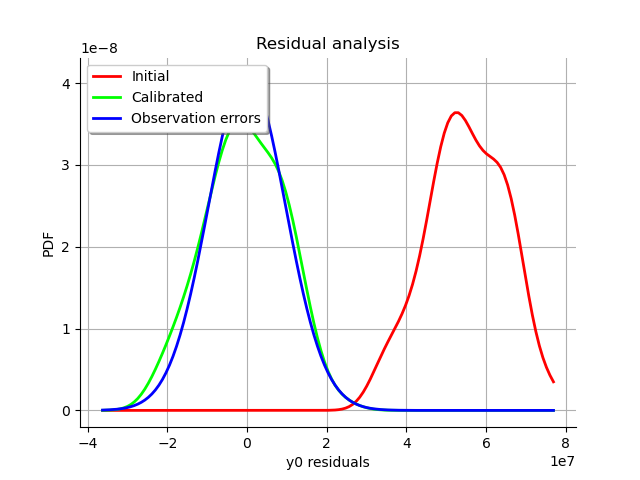 Residual analysis
1e−8
Initial
Calibrated
Observation errors
4
3
2
1
0
PDF
−4 −2 0 2 4 6 8
y0 residuals
1e7